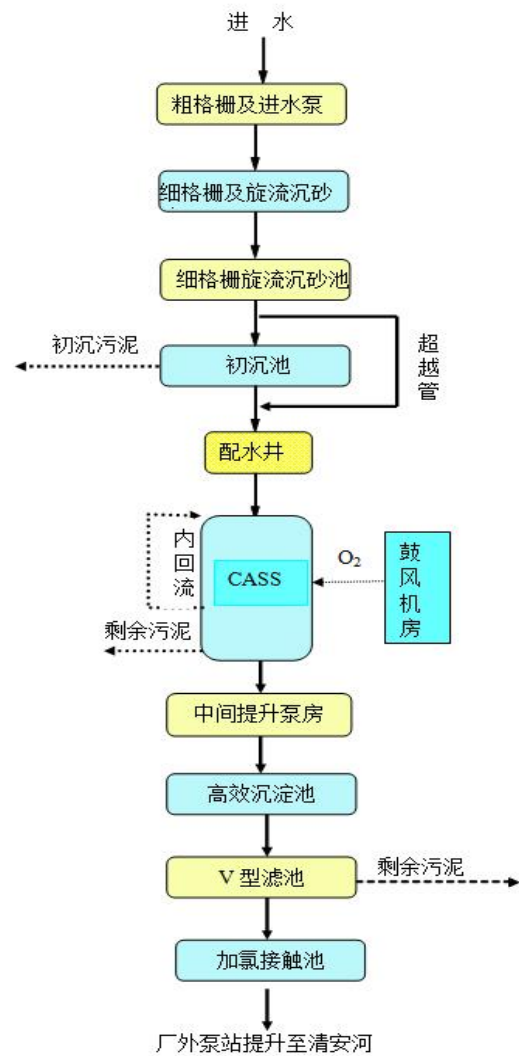 进 水
粗格栅及进水泵
细格栅及旋流沉砂
细格栅旋流沉砂池
初沉污泥
初沉池
超越管
配水井
内回流
CASS
O₂
鼓风机房
剩余污泥
中间提升泵房
高效沉淀池
V 型滤池
剩余污泥
加氯接触池
厂外泵站提升至清安河